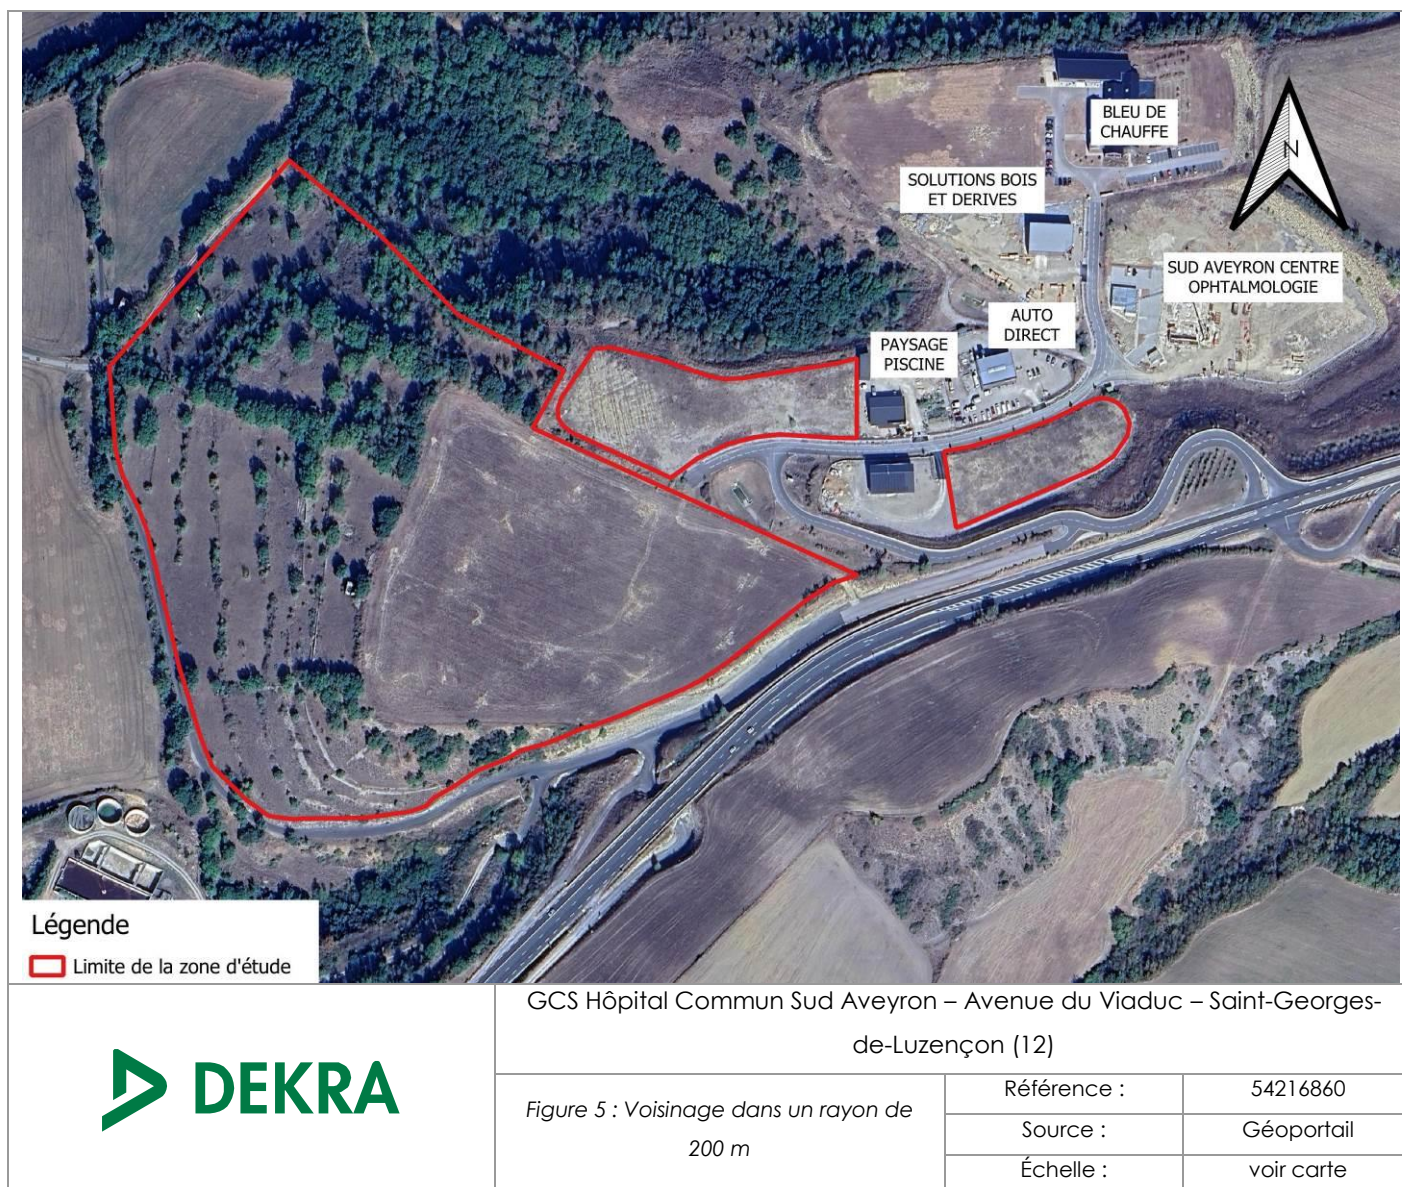 BLEU DE
CHAUFFE
N
SOLUTIONS BOIS
ET DERIVES
SUD AVEYRON CENTRE
OPHTALMOLOGIE
AUTO
DIRECT
PAYSAGE
PISCINE
Légende
Limite de la zone d'étude
DEKRA
GCS Hôpital Commun Sud Aveyron – Avenue du Viaduc – Saint-Georges-
de-Luzençon (12)
Figure 5 : Voisinage dans un rayon de
200 m
Référence : 54216860
Source : Géoportail
Échelle : voir carte